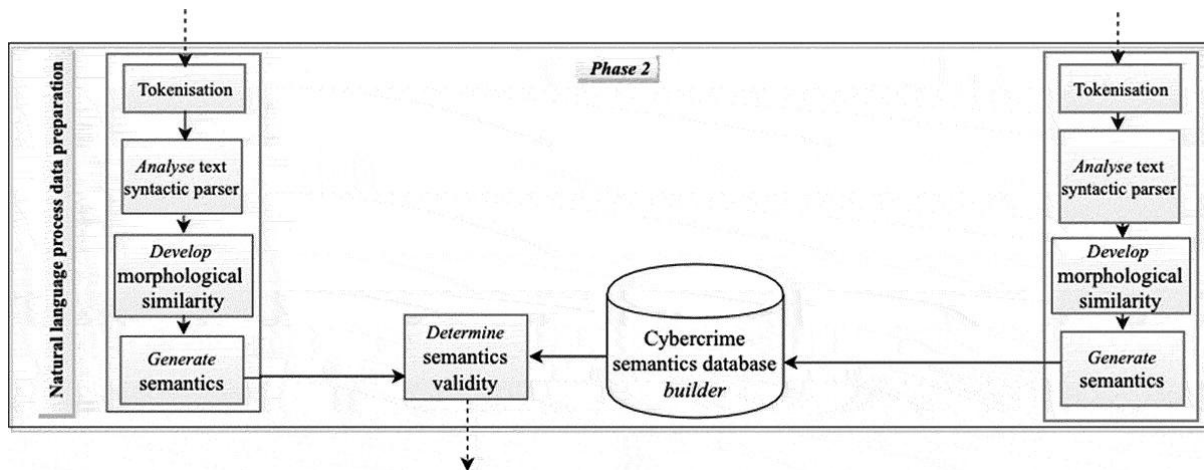 Phase 2
Natural language process data preparation
Tokenisation
Analyse text
syntactic parser
Develop
morphological
similarity
Generate
semantics
Determine
semantics
validity
Cybercrime
semantics database
builder
Tokenisation
Analyse text
syntactic parser
Develop
morphological
similarity
Generate
semantics